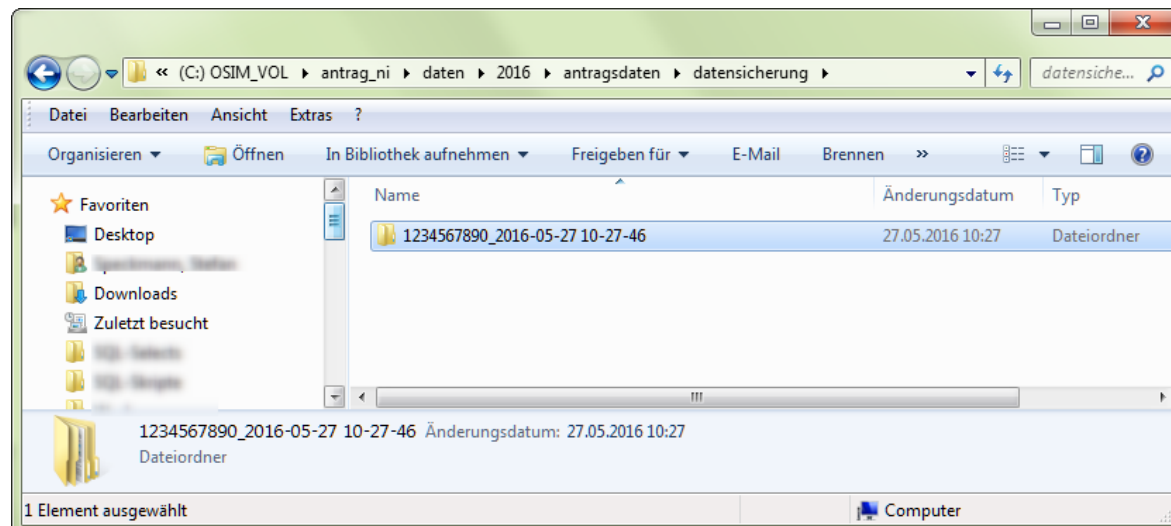 « (C:) OSIM_VOL antrag_ni daten 2016 antragsdaten datensicherung datensiche...
Datei Bearbeiten Ansicht Extras ?
Organisieren Öffnen In Bibliothek aufnehmen Freigeben für E-Mail Brennen »
Favoriten
Desktop
Downloads
Zuletzt besucht
Name Änderungsdatum Typ
1234567890_2016-05-27 10-27-46 27.05.2016 10:27 Dateiordner
1234567890_2016-05-27 10-27-46 Änderungsdatum: 27.05.2016 10:27
Dateiordner
1 Element ausgewählt Computer